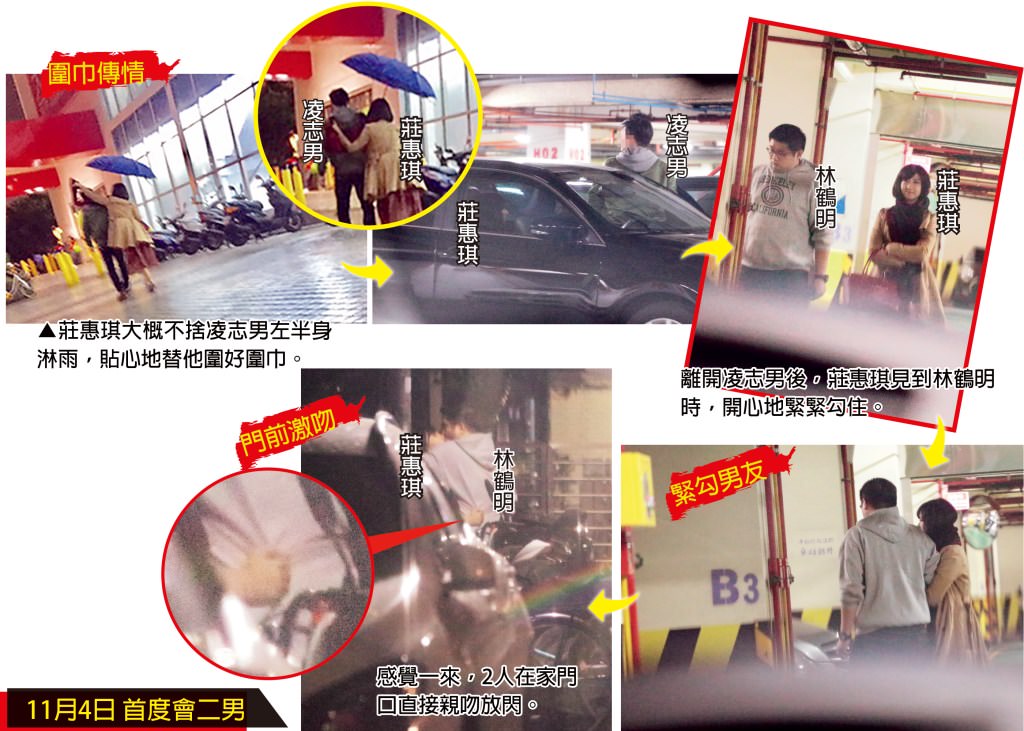 圍巾傳情
凌志男
莊惠琪
▲莊惠琪大概不捨凌志男左半身
淋雨，貼心地替他圍好圍巾。
莊惠琪
H02
H02
凌志男
林鶴明
莊惠琪
BERKELEY
CALIFORNIA
離開凌志男後，莊惠琪見到林鶴明
時，開心地緊緊勾住。
緊勾男友
B3
門前激吻
莊惠琪
林鶴明
感覺一來，2人在家門
口直接親吻放閃。
11月4日 首度會二男